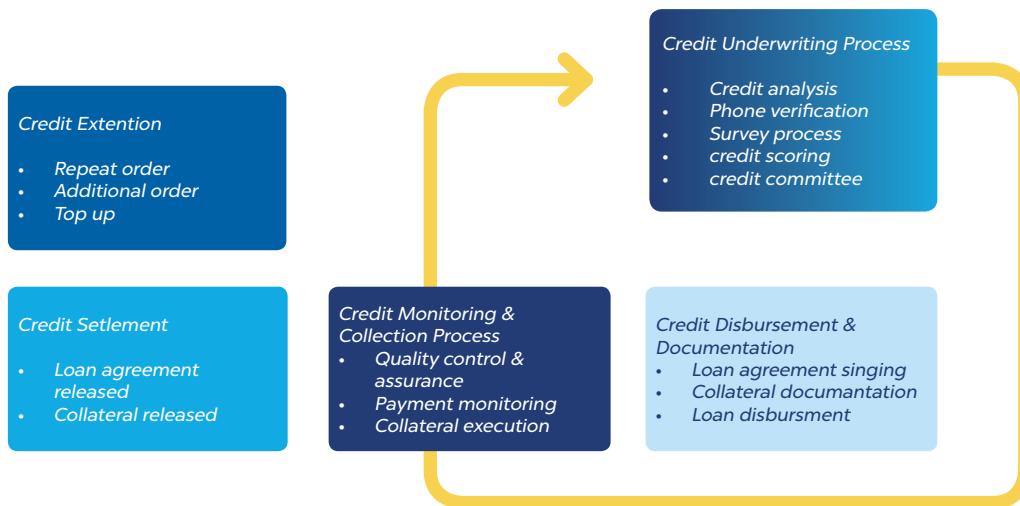 Credit Underwriting Process
• Credit analysis
• Phone verification
• Survey process
• credit scoring
• credit committee
Credit Extention
• Repeat order
• Additional order
• Top up
Credit Setlement
• Loan agreement
released
• Collateral released
Credit Monitoring &
Collection Process
• Quality control &
assurance
• Payment monitoring
• Collateral execution
Credit Disbursement &
Documentation
• Loan agreement singing
• Collateral documantation
• Loan disbursment